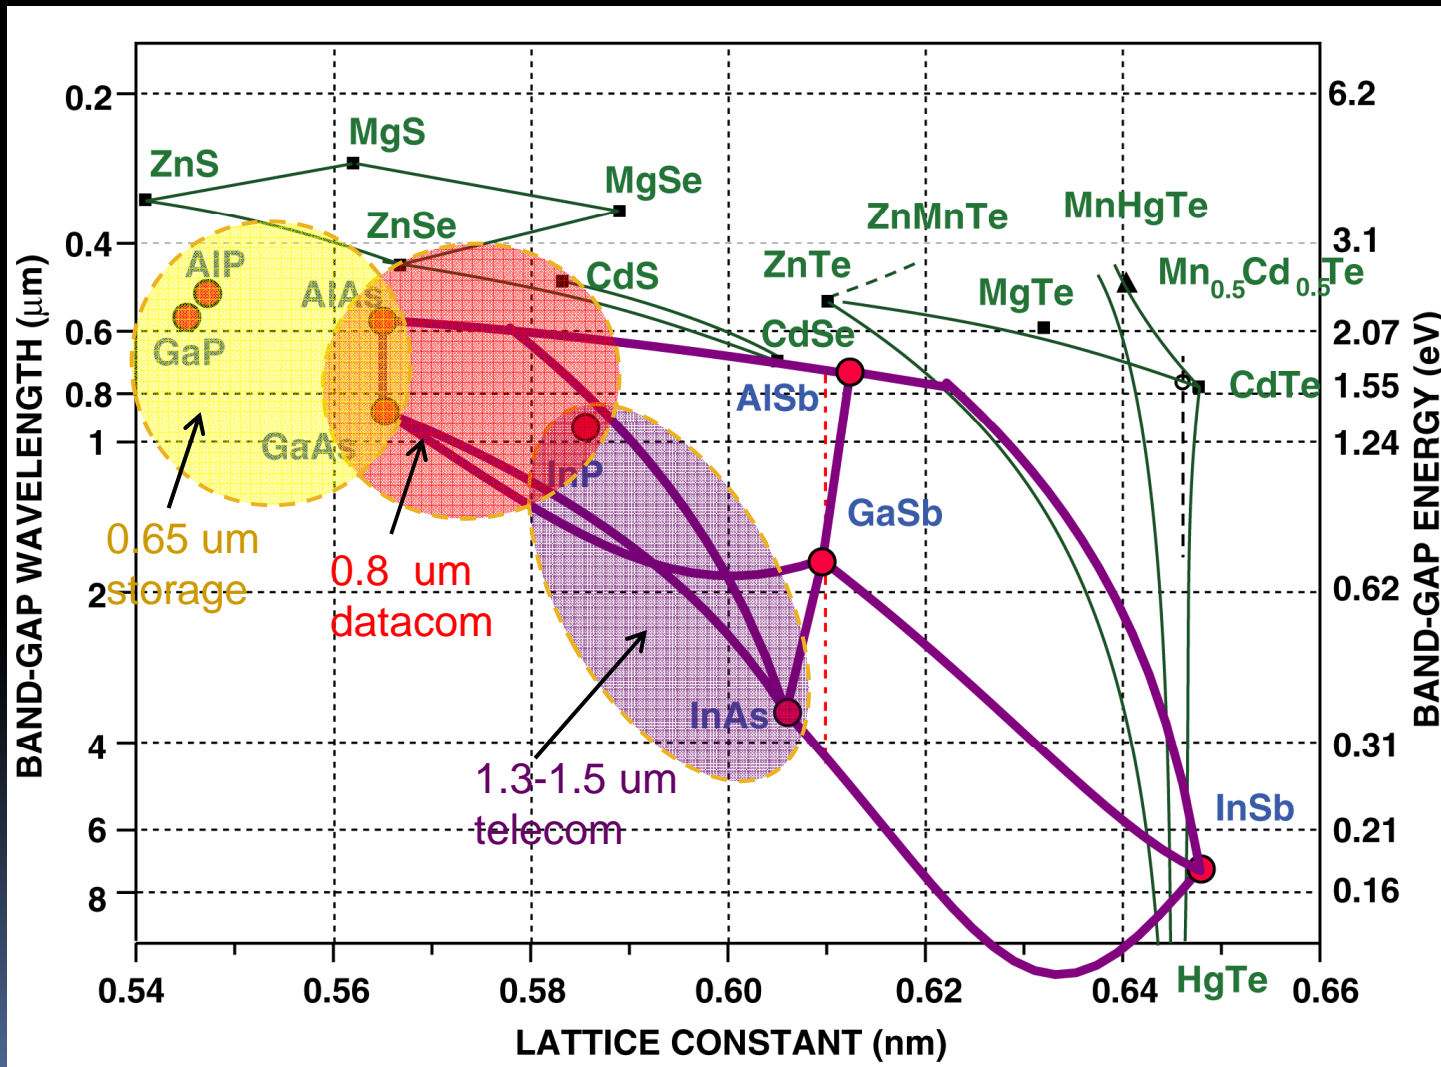 0.2
0.4
0.6
0.8
1
2
4
6
8
BAND-GAP WAVELENGTH (μm)
6.2
3.1
2.07
1.55
1.24
0.62
0.31
0.21
0.16
BAND-GAP ENERGY (eV)
MgS
ZnS
MgSe
ZnSe
ZnMnTe
MnHgTe
AlP
AlAs
CdS
ZnTe
MgTe
Mn0.5Cd0.5Te
CdSe
GaP
AlSb
CdTe
GaAs
InP
GaSb
0.65 um
storage
0.8 um
datacom
InAs
1.3-1.5 um
telecom
InSb
HgTe
0.54
0.56
0.58
0.60
0.62
0.64
0.66
LATTICE CONSTANT (nm)